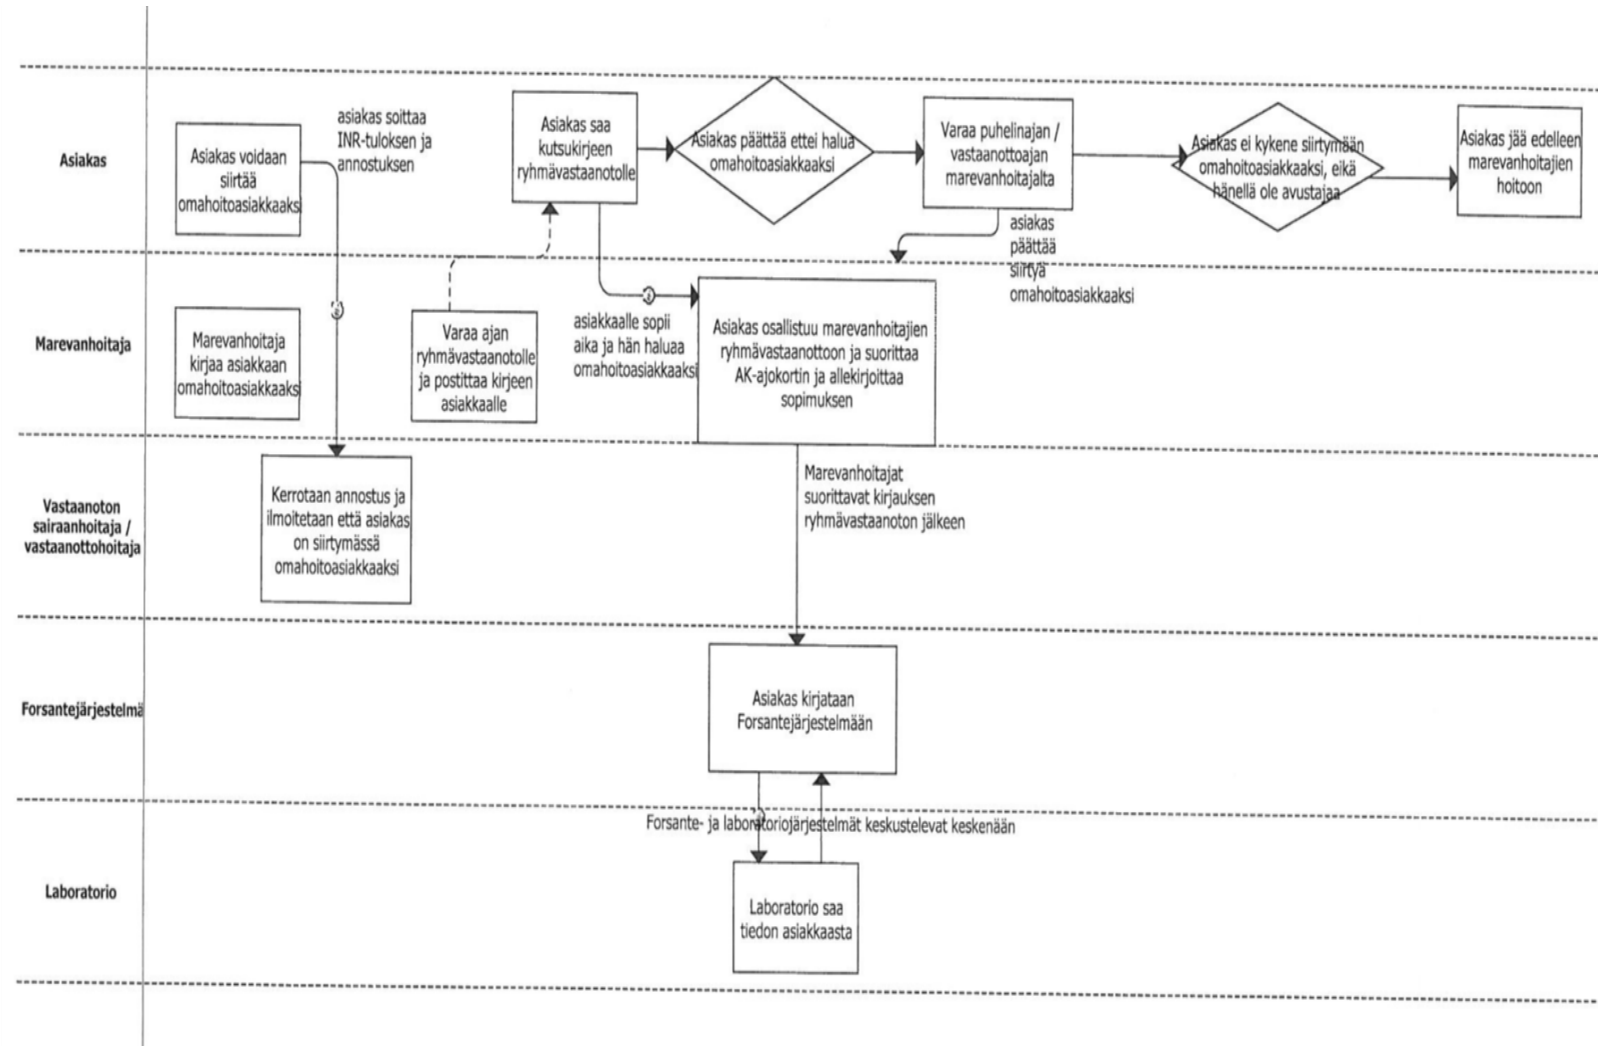 Asiakas
Asiakas voidaan
siirtää
omahoitoasiakkaaksi
asiakas soittaa
INR-tuloksen ja
annostuksen
Asiakas saa
kutsukirjeen
ryhmävastaanotolle
Asiakas päättää ettei halua
omahoitoasiakkaaksi
Varaa puhelinajan /
vastaanottoajan
marevanhoitajalta
Asiakas ei kykene siirtymään
omahoitoasiakkaaksi, eikä
hänellä ole avustajaa
Asiakas jää edelleen
marevanhoitajien
hoitoon
asiakas
päättää
siirtyä
omahoitoasiakkaaksi
Marevanhoitaja
Marevanhoitaja
kirjaa asiakkaan
omahoitoasiakkaaksi
Varaa ajan
ryhmävastaanotolle
ja postittaa kirjeen
asiakkaalle
asiakkaalle sopii
aika ja hän haluaa
omahoitoasiakkaaksi
Asiakas osallistuu marevanhoitajien
ryhmävastaanottoon ja suorittaa
AK-ajokortin ja allekirjoittaa
sopimuksen
Vastaanoton
sairaanhoitaja /
vastaanottohoitaja
Kerrotaan annostus ja
ilmoitetaan että asiakas
on siirtymässä
omahoitoasiakkaaksi
Marevanhoitajat
suorittavat kirjauksen
ryhmävastaanoton jälkeen
Forsantejärjestelmä
Asiakas kirjataan
Forsantejärjestelmään
Forsante- ja laboratoriojärjestelmät keskustelevat keskenään
Laboratorio
Laboratorio saa
tiedon asiakkaasta